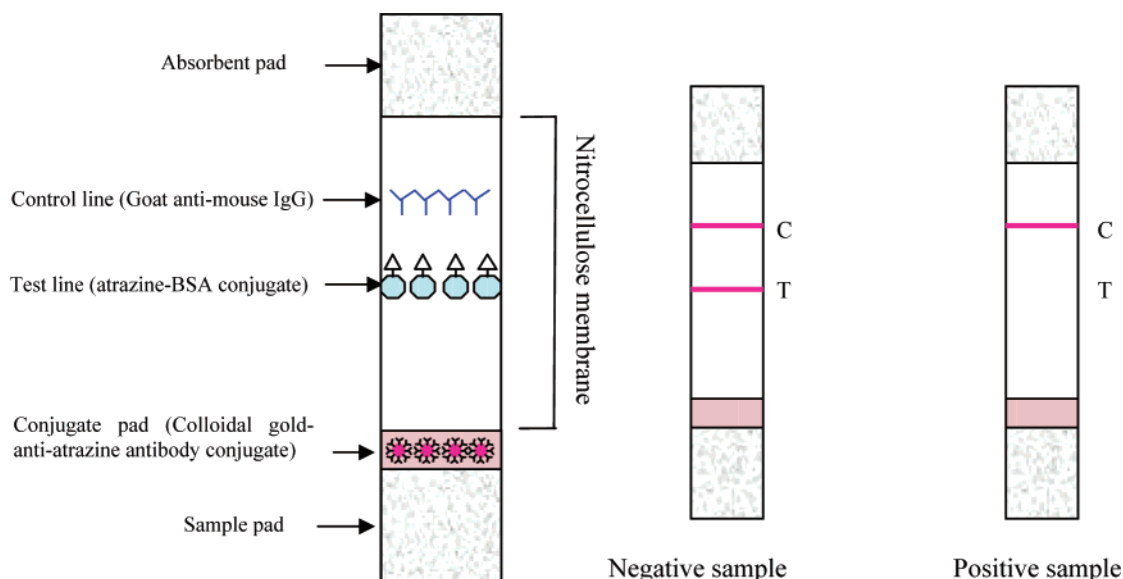 Absorbent pad
Control line (Goat anti-mouse IgG)
Test line (atrazine-BSA conjugate)
Conjugate pad (Colloidal gold-
anti-atrazine antibody conjugate)
Sample pad
Nitrocellulose membrane
C
T
Negative sample
C
T
Positive sample